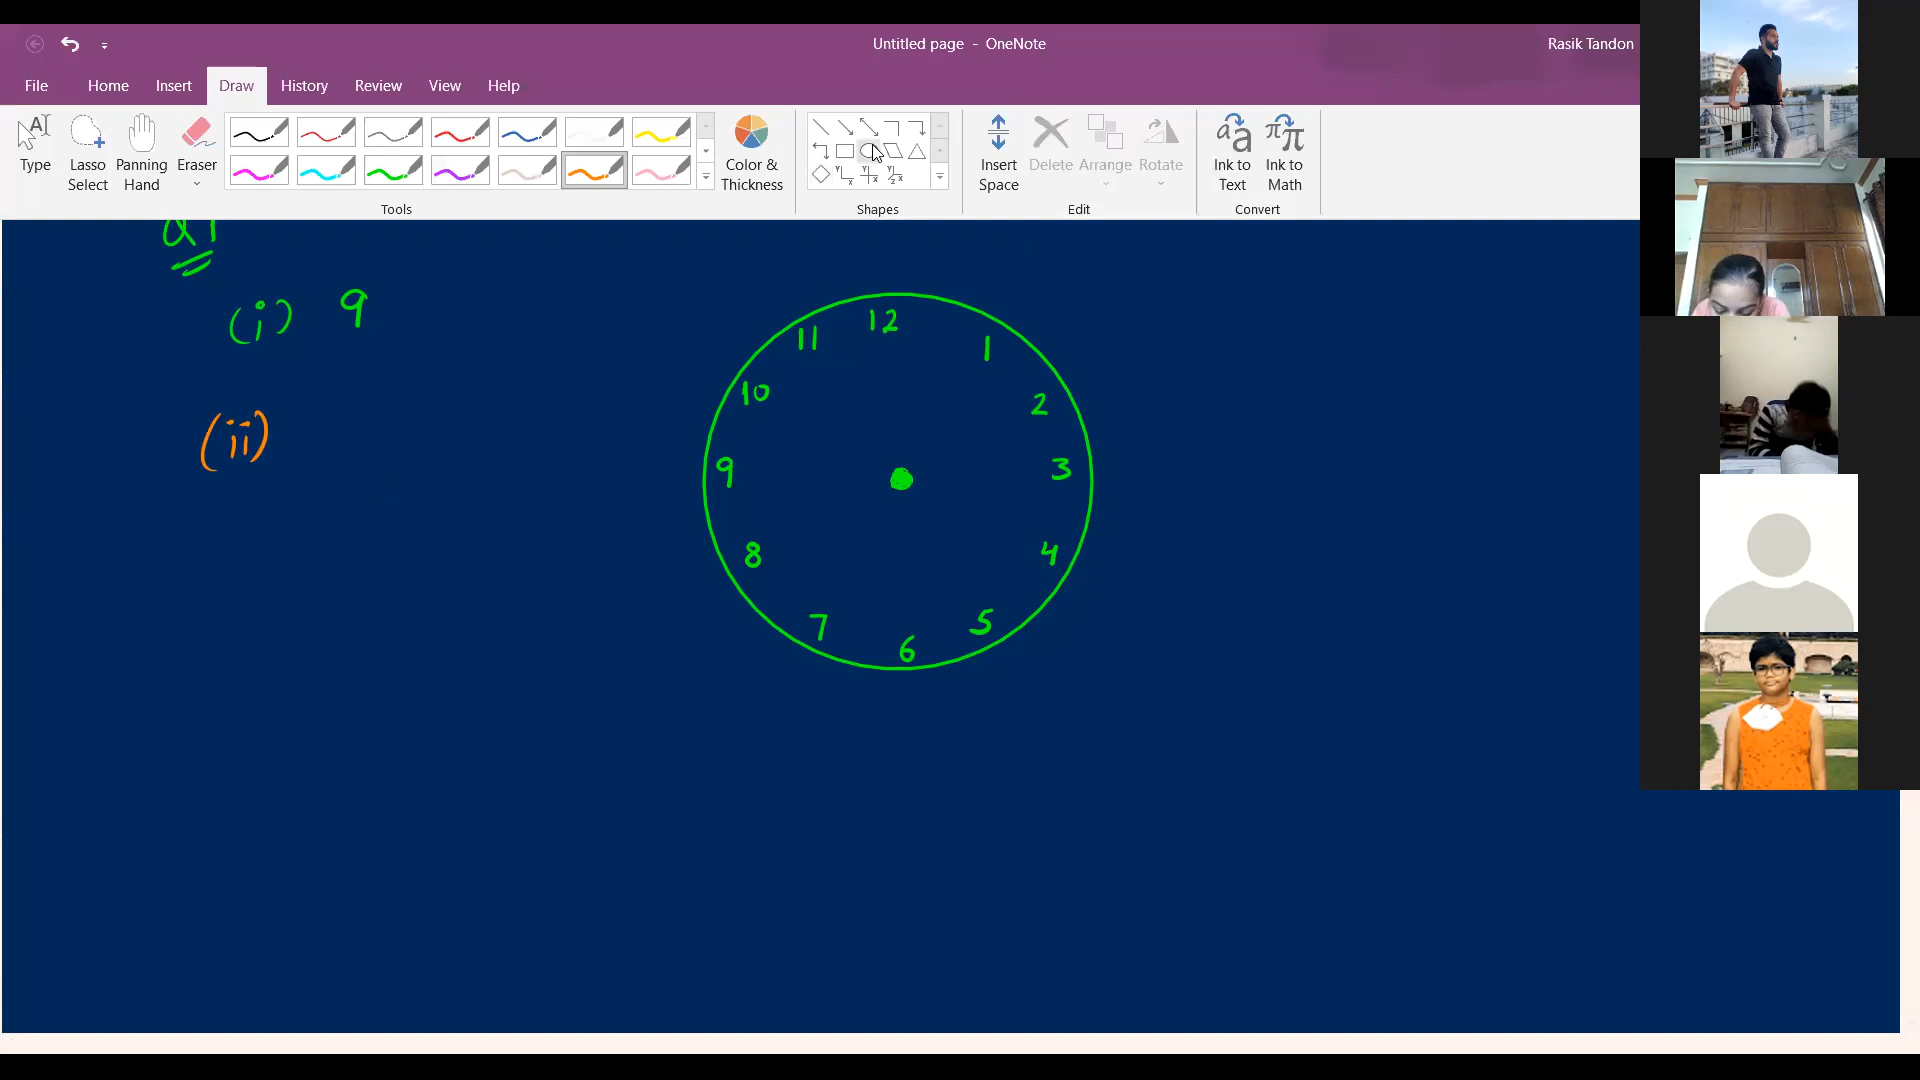 Untitled page - OneNote
Rasik Tandon
File Home Insert Draw History Review View Help
Type
Lasso Select
Panning Hand
Eraser
Color & Thickness
Insert Space
Delete
Arrange
Rotate
Ink to Text
Ink to Math
Tools
Shapes
Edit
Convert
Q1
(i) 9
(ii)
12
11
1
10
2
9
3
8
4
7
5
6